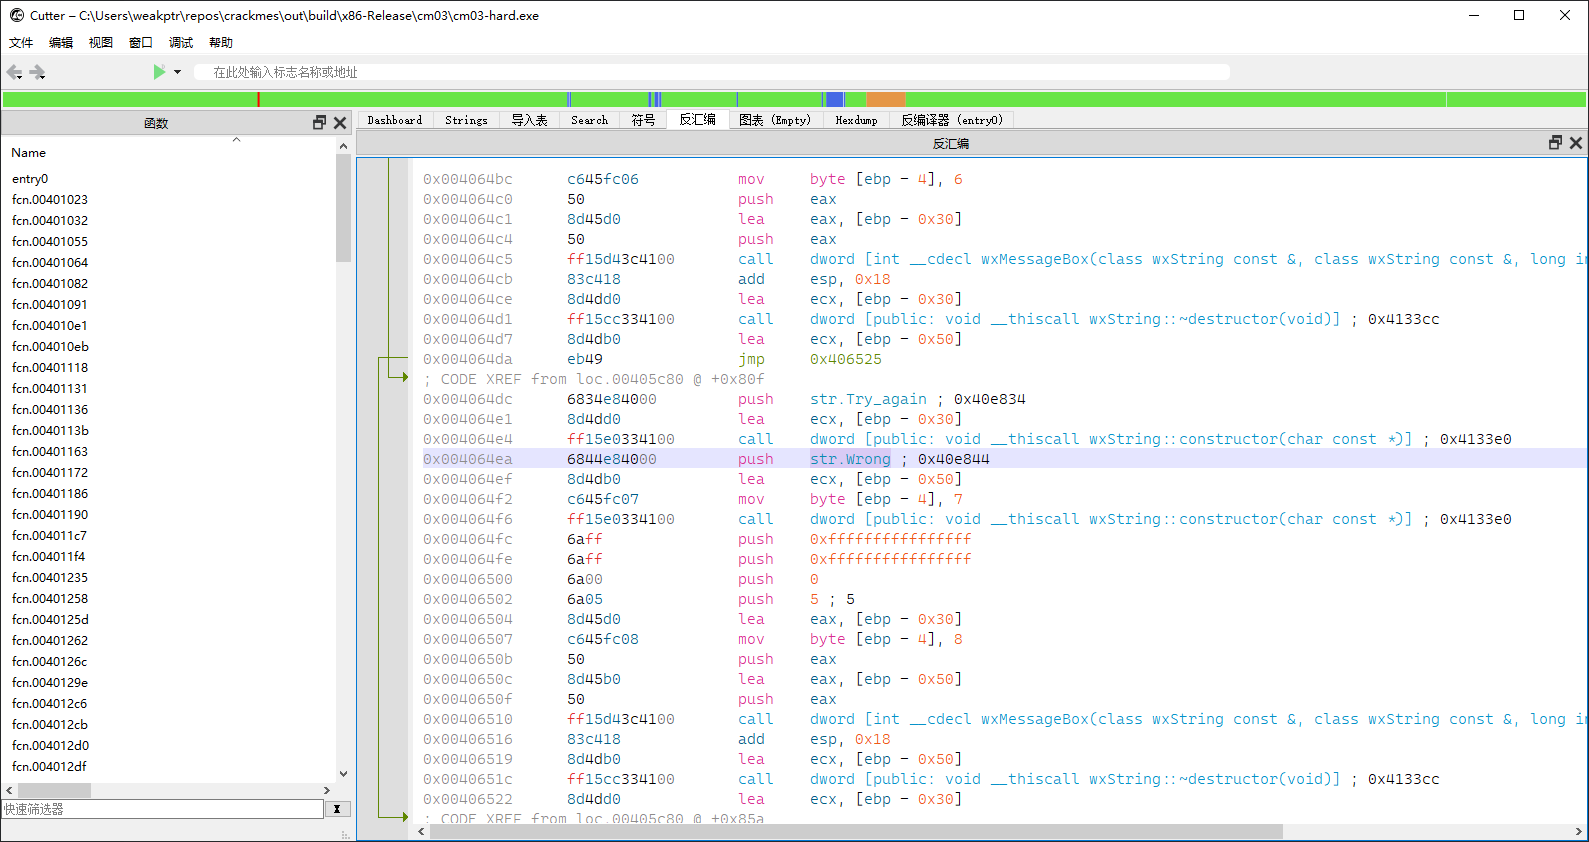 Cutter – C:\Users\weakptr\repos\crackmes\out\build\x86-Release\cm03\cm03-hard.exe
文件 编辑 视图 窗口 调试 帮助
在此处输入标志名称或地址
函数
Name
entry0
fcn.00401023
fcn.00401032
fcn.00401055
fcn.00401064
fcn.00401082
fcn.00401091
fcn.004010e1
fcn.004010eb
fcn.00401118
fcn.00401131
fcn.00401136
fcn.0040113b
fcn.00401163
fcn.00401172
fcn.00401186
fcn.00401190
fcn.004011c7
fcn.004011f4
fcn.00401235
fcn.00401258
fcn.0040125d
fcn.00401262
fcn.0040126c
fcn.0040129e
fcn.004012c6
fcn.004012cb
fcn.004012d0
fcn.004012df
快速筛选器
X
Dashboard Strings 导入表 Search 符号 反汇编 图表 (Empty) Hexdump 反编译器 (entry0)
反汇编
0x004064bc c645fc06 mov byte [ebp - 4], 6
0x004064c0 50 push eax
0x004064c1 8d45d0 lea eax, [ebp - 0x30]
0x004064c4 50 push eax
0x004064c5 ff15d43c4100 call dword [int __cdecl wxMessageBox(class wxString const &, class wxString const &, long in
0x004064cb 83c418 add esp, 0x18
0x004064ce 8d4dd0 lea ecx, [ebp - 0x30]
0x004064d1 ff15cc334100 call dword [public: void __thiscall wxString::~destructor(void)] ; 0x4133cc
0x004064d7 8d4db0 lea ecx, [ebp - 0x50]
0x004064da eb49 jmp 0x406525
; CODE XREF from loc.00405c80 @ +0x80f
0x004064dc 6834e84000 push str.Try_again ; 0x40e834
0x004064e1 8d4dd0 lea ecx, [ebp - 0x30]
0x004064e4 ff15e0334100 call dword [public: void __thiscall wxString::constructor(char const *)] ; 0x4133e0
0x004064ea 6844e84000 push str.Wrong ; 0x40e844
0x004064ef 8d4db0 lea ecx, [ebp - 0x50]
0x004064f2 c645fc07 mov byte [ebp - 4], 7
0x004064f6 ff15e0334100 call dword [public: void __thiscall wxString::constructor(char const *)] ; 0x4133e0
0x004064fc 6aff push 0xffffffffffffffff
0x004064fe 6aff push 0xffffffffffffffff
0x00406500 6a00 push 0
0x00406502 6a05 push 5 ; 5
0x00406504 8d45d0 lea eax, [ebp - 0x30]
0x00406507 c645fc08 mov byte [ebp - 4], 8
0x0040650b 50 push eax
0x0040650c 8d45b0 lea eax, [ebp - 0x50]
0x0040650f 50 push eax
0x00406510 ff15d43c4100 call dword [int __cdecl wxMessageBox(class wxString const &, class wxString const &, long in
0x00406516 83c418 add esp, 0x18
0x00406519 8d4db0 lea ecx, [ebp - 0x50]
0x0040651c ff15cc334100 call dword [public: void __thiscall wxString::~destructor(void)] ; 0x4133cc
0x00406522 8d4dd0 lea ecx, [ebp - 0x30]
; CODE XREF from loc.00405c80 @ +0x85a